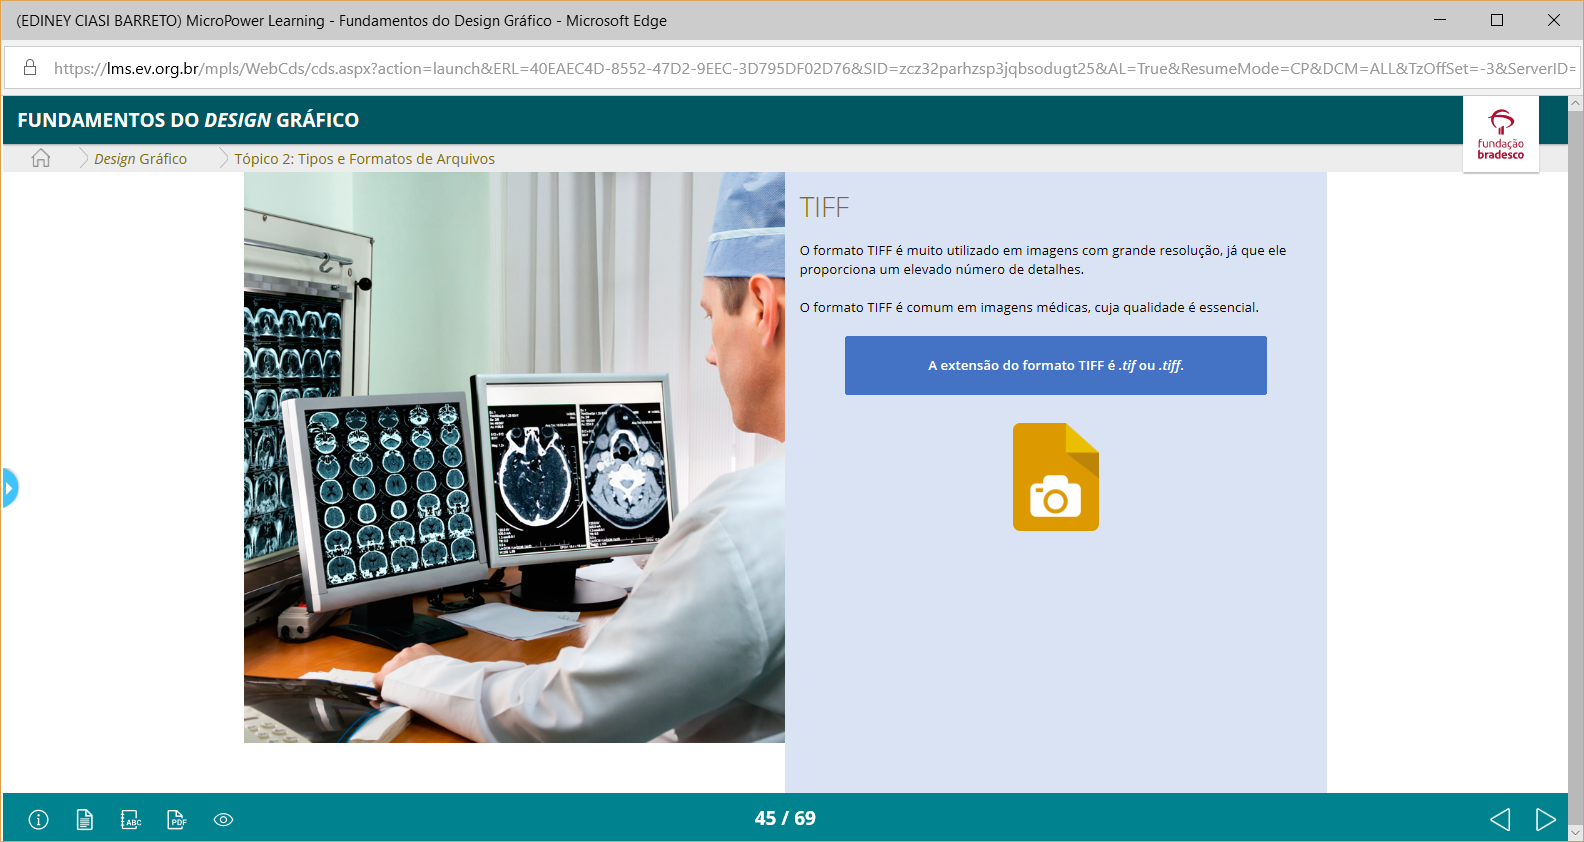 (EDINEY CIASI BARRETO) MicroPower Learning - Fundamentos do Design Gráfico - Microsoft Edge
https://lms.ev.org.br/mpls/WebCds/cds.aspx?action=launch&ERL=40EAEC4D-8552-47D2-9EEC-3D795DF02D76&SID=zcz32parhzsp3jqbsodugt25&AL=True&ResumeMode=CP&DCM=ALL&TzOffSet=-3&ServerID=
FUNDAMENTOS DO DESIGN GRÁFICO
fundação
bradesco
Design Gráfico
Tópico 2: Tipos e Formatos de Arquivos
TIFF
O formato TIFF é muito utilizado em imagens com grande resolução, já que ele
proporciona um elevado número de detalhes.
O formato TIFF é comum em imagens médicas, cuja qualidade é essencial.
A extensão do formato TIFF é .tif ou .tiff.
ABC
PDF
45 / 69